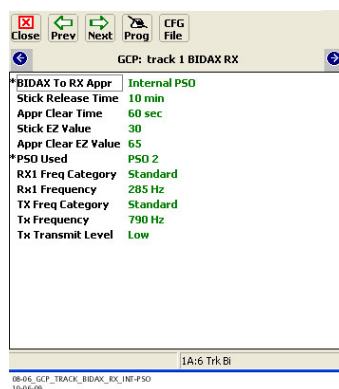 Close Prev Next Prog CFG File
GCP: track 1 BIDAX RX
*BIDAX To RX Appr Internal PSO
Stick Release Time 10 min
Appr Clear Time 60 sec
Stick EZ Value 30
Appr Clear EZ Value 65
*PSO Used PSO 2
RX1 Freq Category Standard
Rx1 Frequency 285 Hz
TX Freq Category Standard
Tx Frequency 790 Hz
Tx Transmit Level Low
1A:6 Trk Bi
08-06_GCP_TRACK_BIDAX_RX_INT-PSO
10-06-09